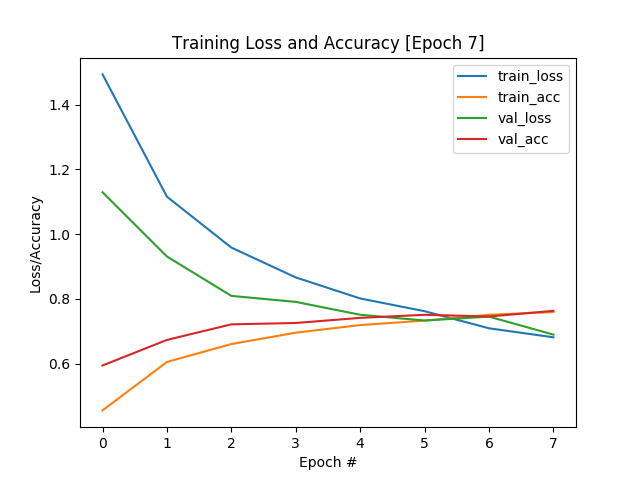 Training Loss and Accuracy [Epoch 7]
train_loss
train_acc
val_loss
val_acc
1.4
1.2
1.0
0.8
0.6
Loss/Accuracy
0 1 2 3 4 5 6 7
Epoch #